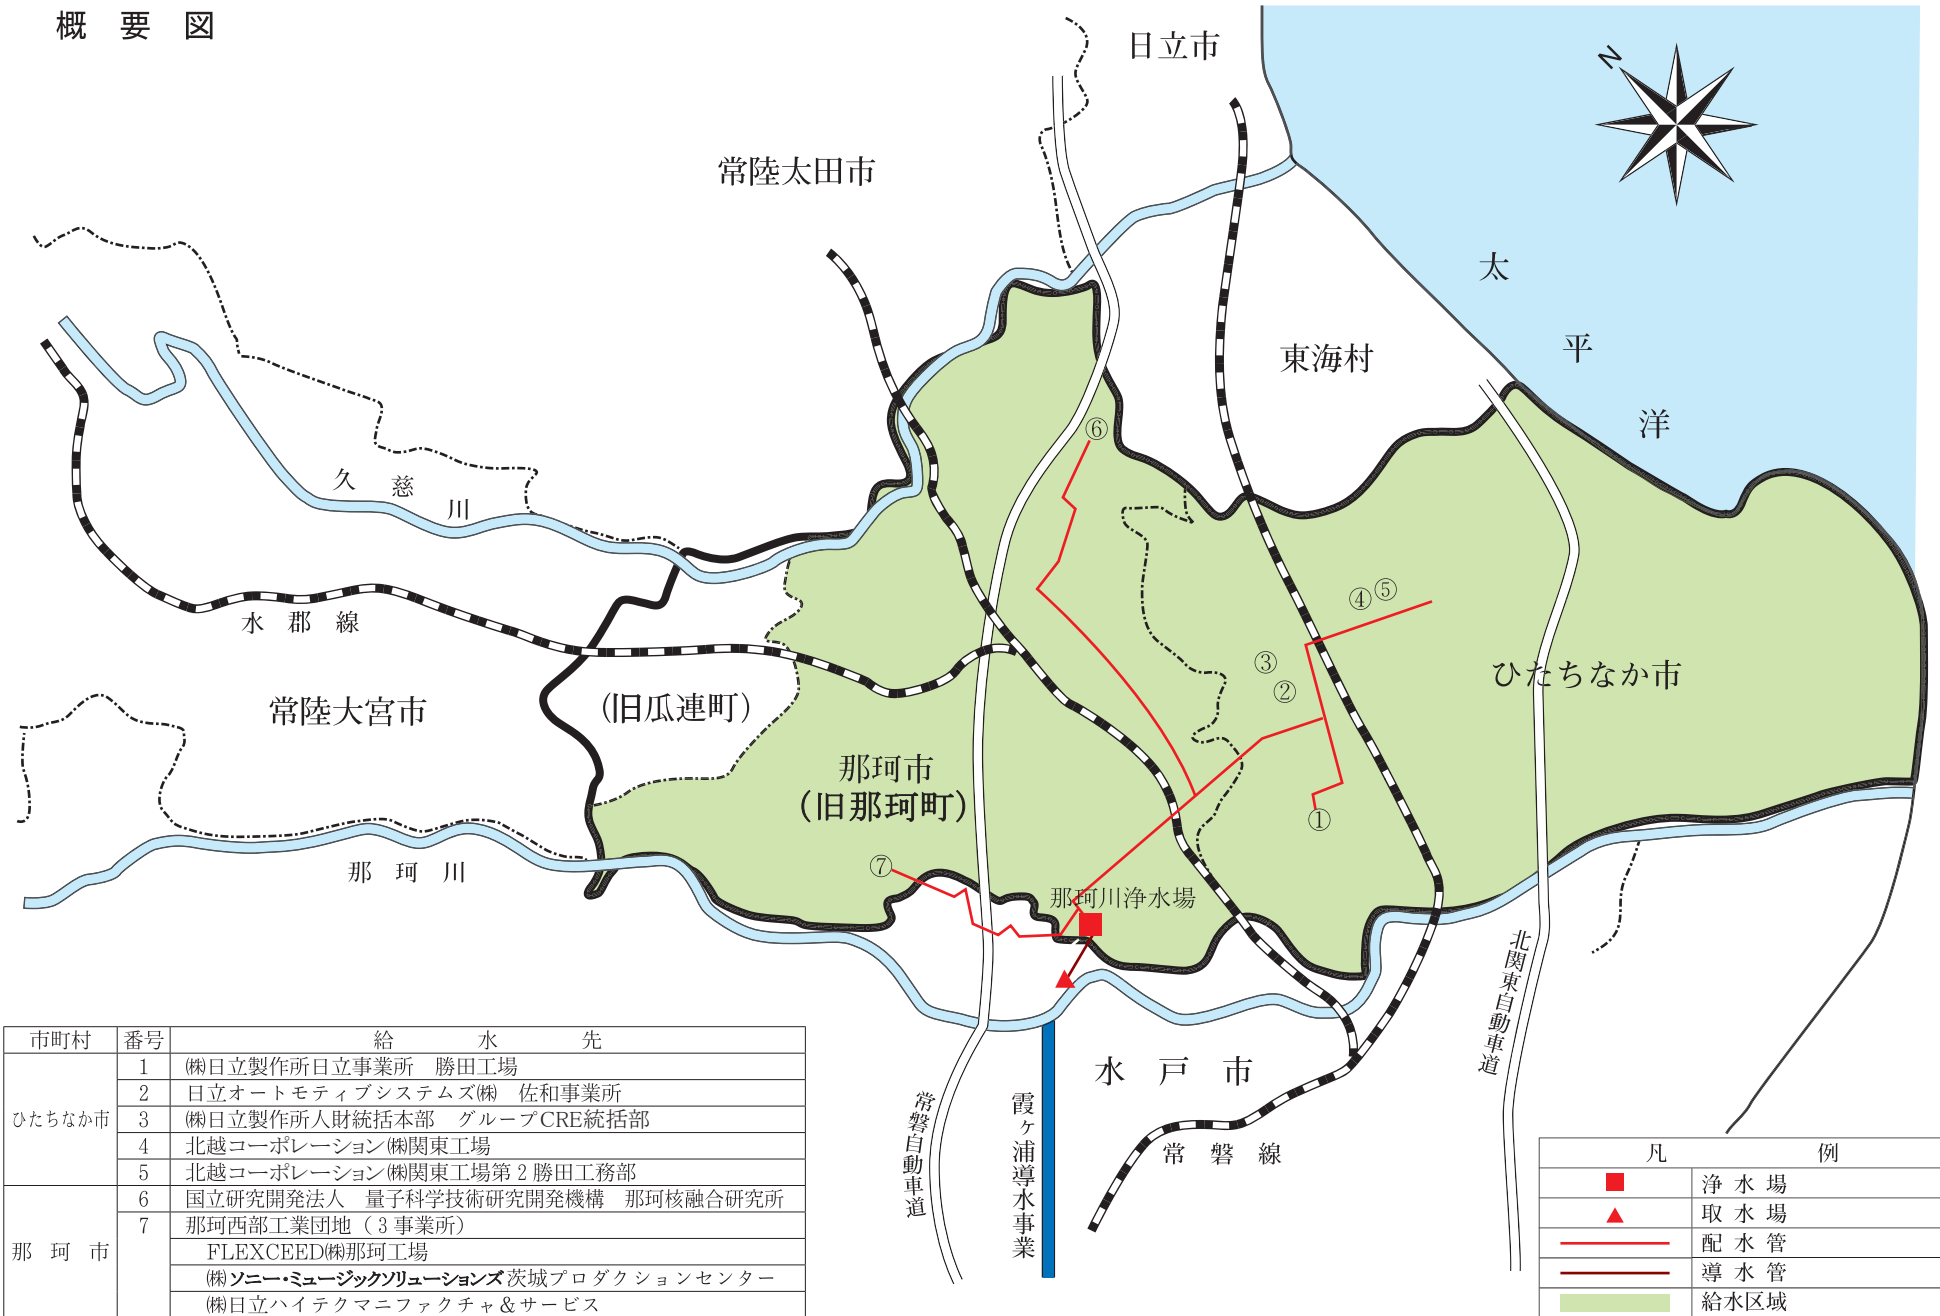 概要図
日立市
N
常陸太田市
太平洋
東海村
久慈川
⑥
水郡線
④⑤
③
②
ひたちなか市
常陸大宮市
(旧瓜連町)
那珂市
(旧那珂町)
①
那珂川
⑦
那珂川浄水場
北関東自動車道
水戸市
常磐自動車道
霞ヶ浦導水事業
常磐線
市町村 番号 給水先
ひたちなか市
1 ㈱日立製作所日立事業所 勝田工場
2 日立オートモティブシステムズ㈱ 佐和事業所
3 ㈱日立製作所人財統括本部 グループCRE統括部
4 北越コーポレーション㈱関東工場
5 北越コーポレーション㈱関東工場第2勝田工務部
那珂市
6 国立研究開発法人 量子科学技術研究開発機構 那珂核融合研究所
7 那珂西部工業団地（3事業所）
FLEXCEED㈱那珂工場
㈱ソニー・ミュージックソリューションズ茨城プロダクションセンター
㈱日立ハイテクマニファクチャ＆サービス
凡例
浄水場
取水場
配水管
導水管
給水区域